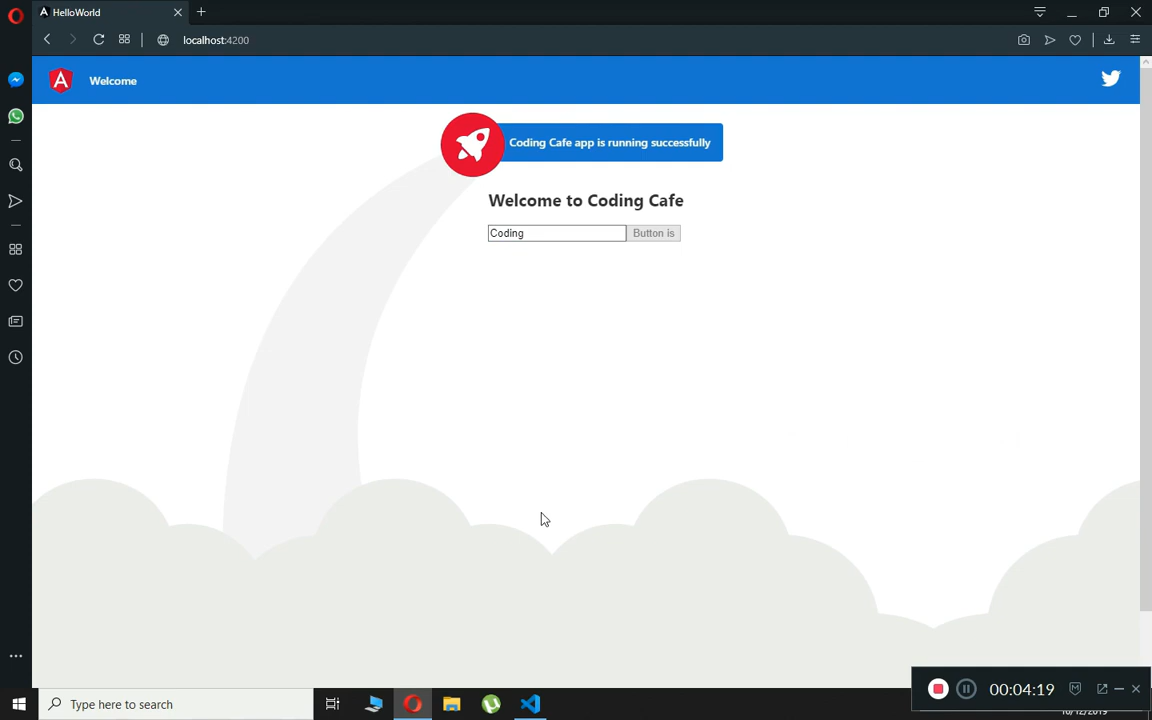 HelloWorld
localhost:4200
Welcome
Coding Cafe app is running successfully
Welcome to Coding Cafe
Coding
Button is
00:04:19
Type here to search